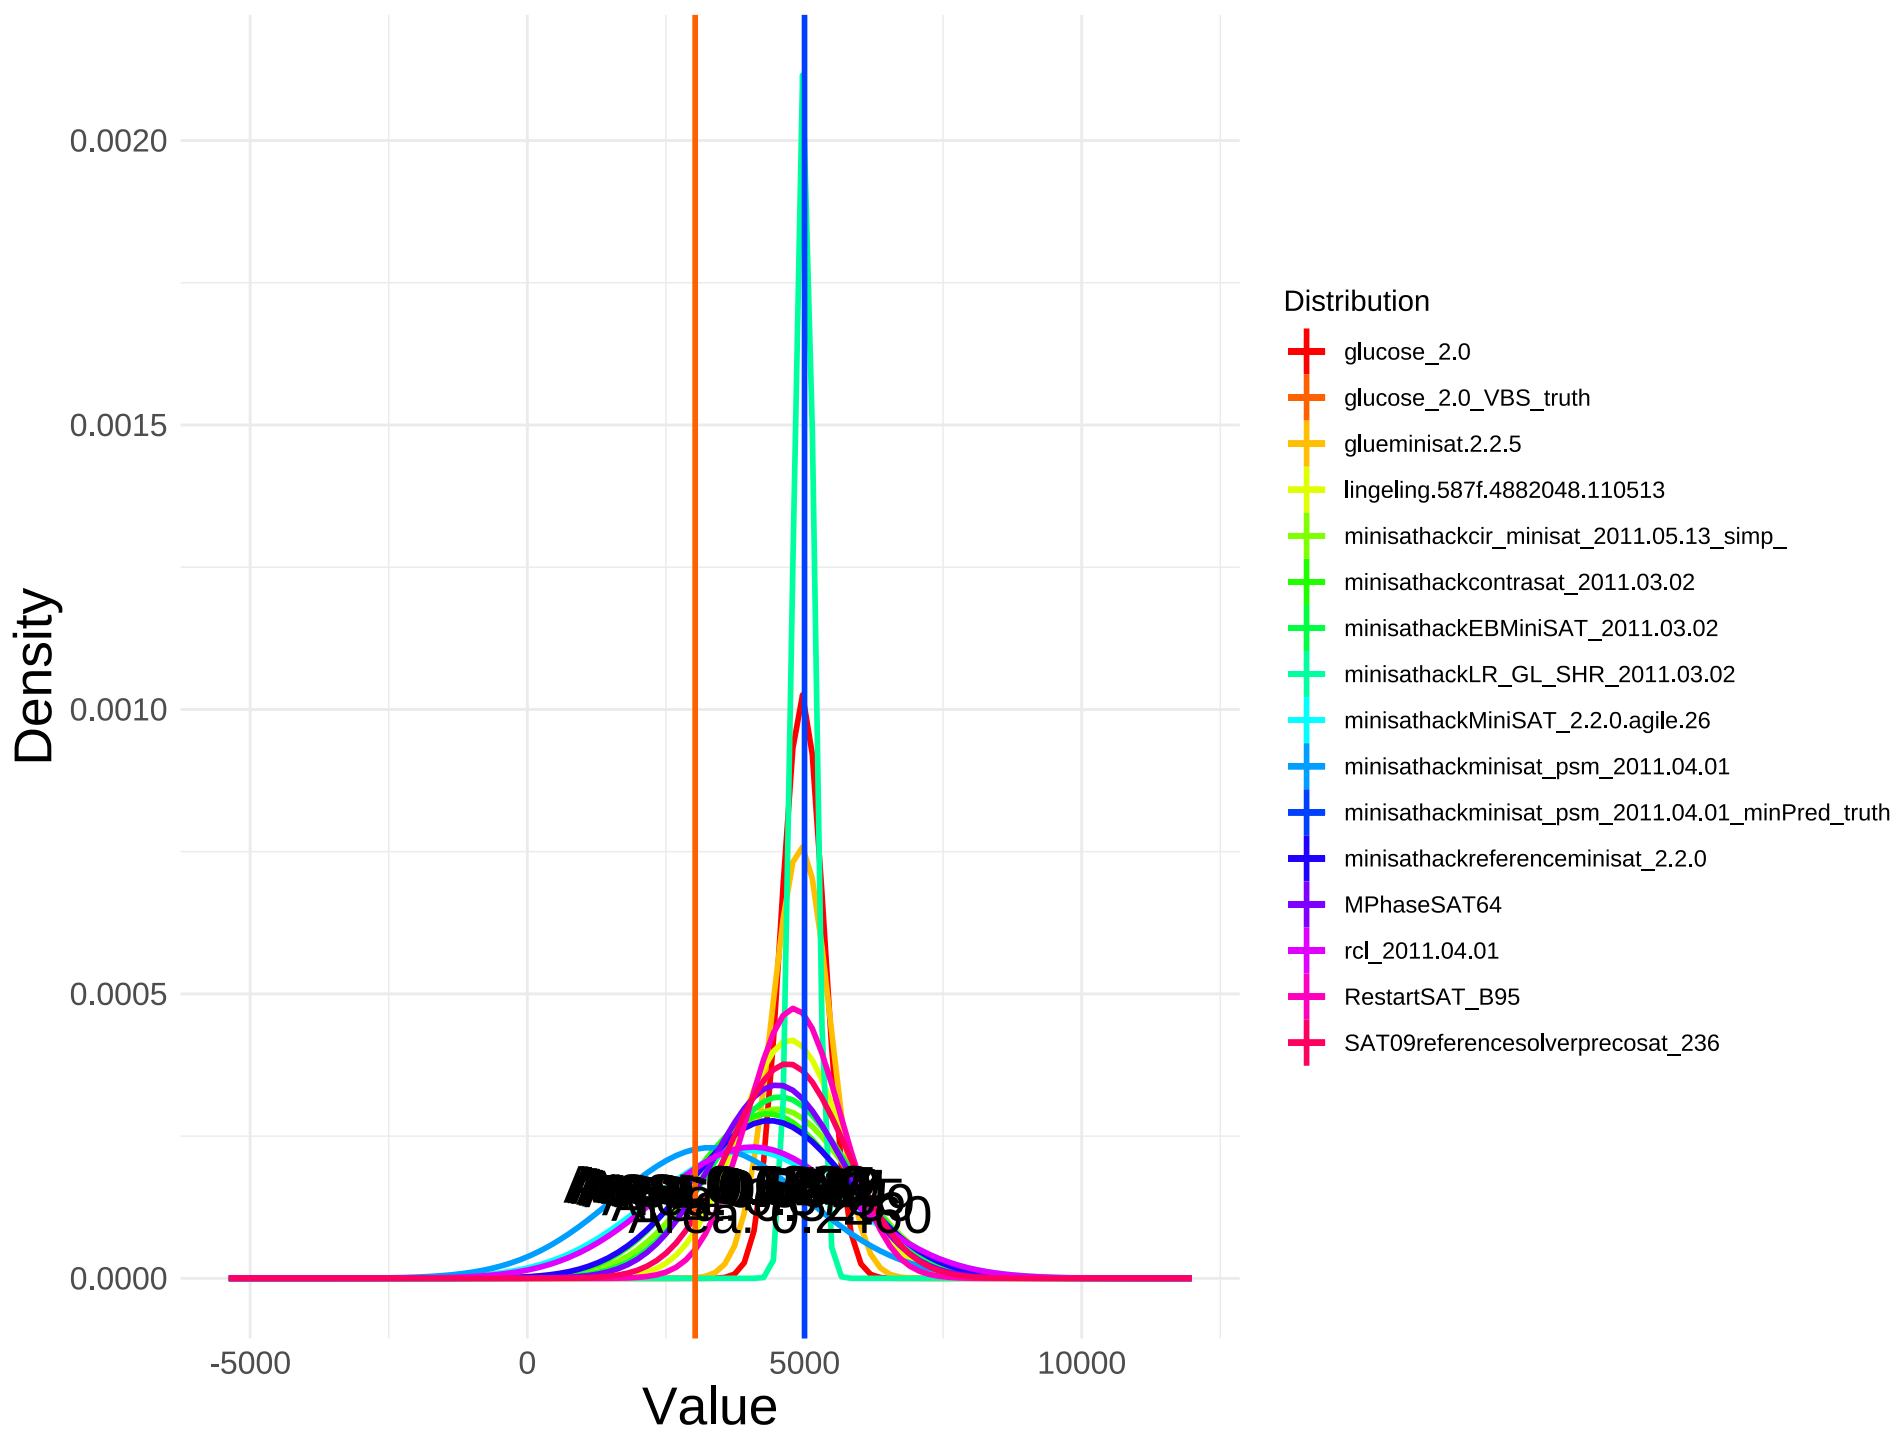 0.0020
0.0015
0.0010
0.0005
0.0000
Density
-5000 0 5000 10000
Value
Distribution
glucose_2.0
glucose_2.0_VBS_truth
glueminisat.2.2.5
lingeling.587f.4882048.110513
minisathackcir_minisat_2011.05.13_simp_
minisathackcontrasat_2011.03.02
minisathackEBMiniSAT_2011.03.02
minisathackLR_GL_SHR_2011.03.02
minisathackMiniSAT_2.2.0.agile.26
minisathackminisat_psm_2011.04.01
minisathackminisat_psm_2011.04.01_minPred_truth
minisathackreferenceminisat_2.2.0
MPhaseSAT64
rcl_2011.04.01
RestartSAT_B95
SAT09referencesolverprecosat_236